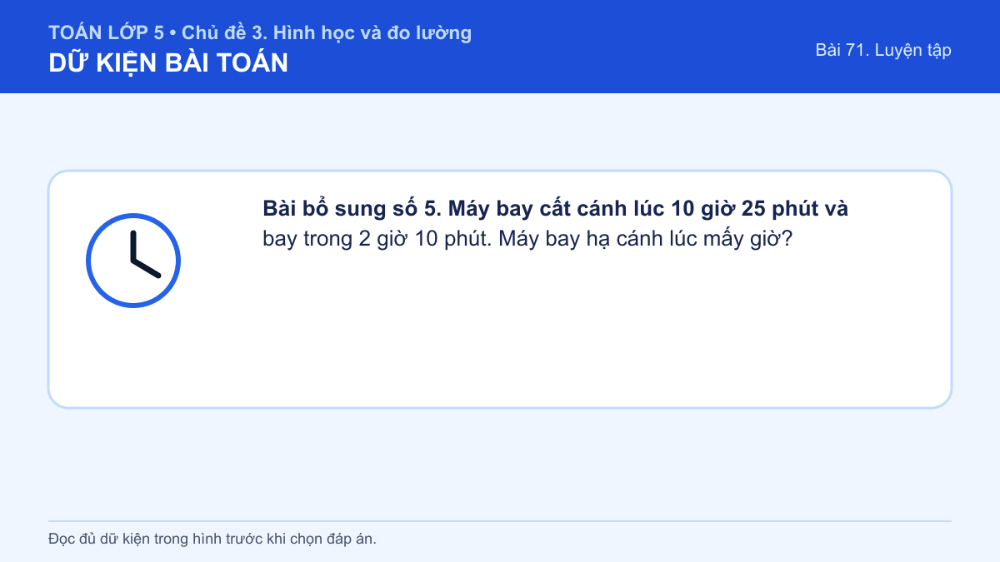 TOÁN LỚP 5 • Chủ đề 3. Hình học và đo lường
DỮ KIỆN BÀI TOÁN
Bài 71. Luyện tập
Bài bổ sung số 5. Máy bay cất cánh lúc 10 giờ 25 phút và
bay trong 2 giờ 10 phút. Máy bay hạ cánh lúc mấy giờ?
Đọc đủ dữ kiện trong hình trước khi chọn đáp án.